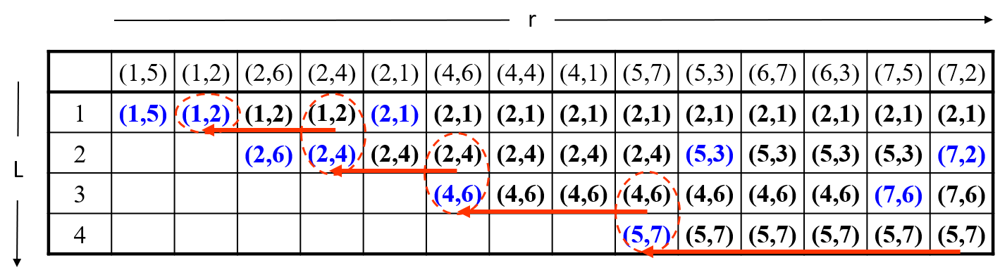 r
(1,5) (1,2) (2,6) (2,4) (2,1) (4,6) (4,4) (4,1) (5,7) (5,3) (6,7) (6,3) (7,5) (7,2)
1 (1,5) (1,2) (1,2) (1,2) (2,1) (2,1) (2,1) (2,1) (2,1) (2,1) (2,1) (2,1) (2,1) (2,1)
2 (2,6) (2,4) (2,4) (2,4) (2,4) (2,4) (2,4) (5,3) (5,3) (5,3) (5,3) (7,2)
L
3 (4,6) (4,6) (4,6) (4,6) (4,6) (4,6) (4,6) (7,6) (7,6)
4 (5,7) (5,7) (5,7) (5,7) (5,7) (5,7)